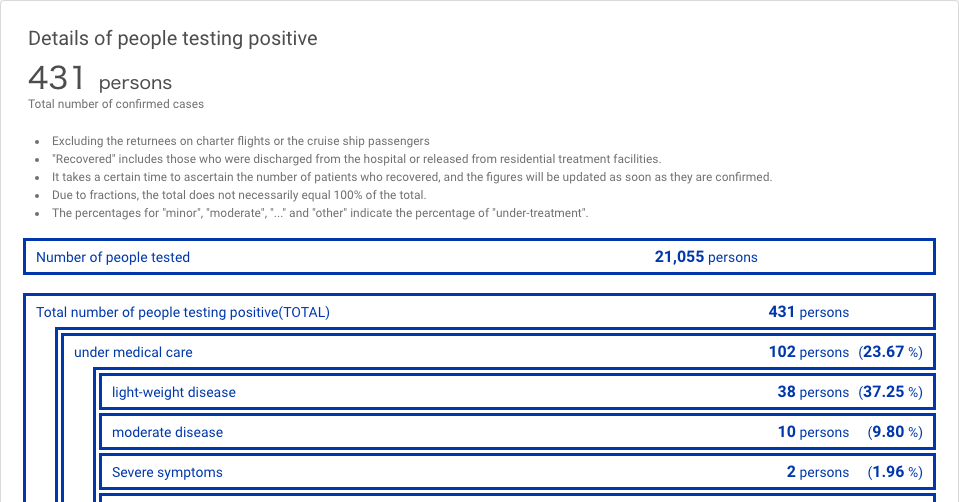 Details of people testing positive
431 persons
Total number of confirmed cases
• Excluding the returnees on charter flights or the cruise ship passengers
• "Recovered" includes those who were discharged from the hospital or released from residential treatment facilities.
• It takes a certain time to ascertain the number of patients who recovered, and the figures will be updated as soon as they are confirmed.
• Due to fractions, the total does not necessarily equal 100% of the total.
• The percentages for "minor", "moderate", "..." and "other" indicate the percentage of "under-treatment".
Number of people tested 21,055 persons
Total number of people testing positive(TOTAL) 431 persons
under medical care 102 persons (23.67 %)
light-weight disease 38 persons (37.25 %)
moderate disease 10 persons (9.80 %)
Severe symptoms 2 persons (1.96 %)